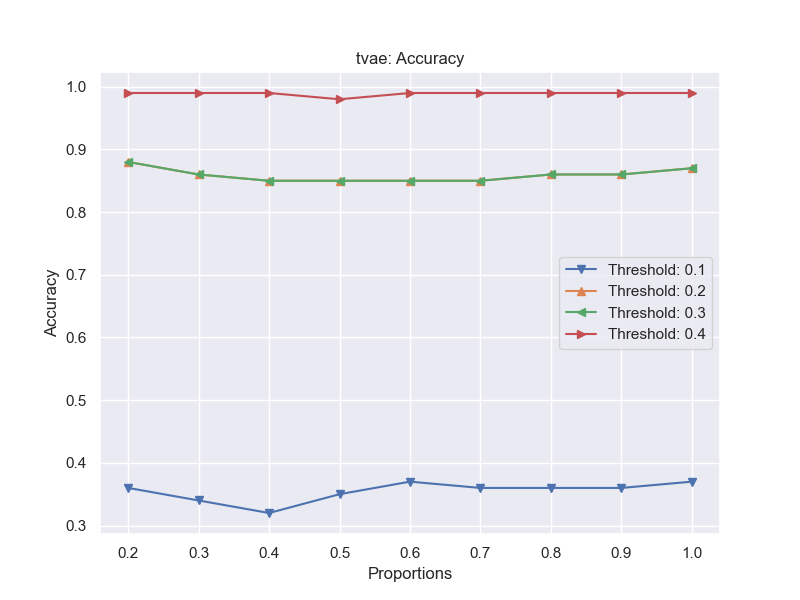 tvae: Accuracy
1.0
0.9
0.8
0.7
0.6
0.5
0.4
0.3
Accuracy
Threshold: 0.1
Threshold: 0.2
Threshold: 0.3
Threshold: 0.4
0.2 0.3 0.4 0.5 0.6 0.7 0.8 0.9 1.0
Proportions